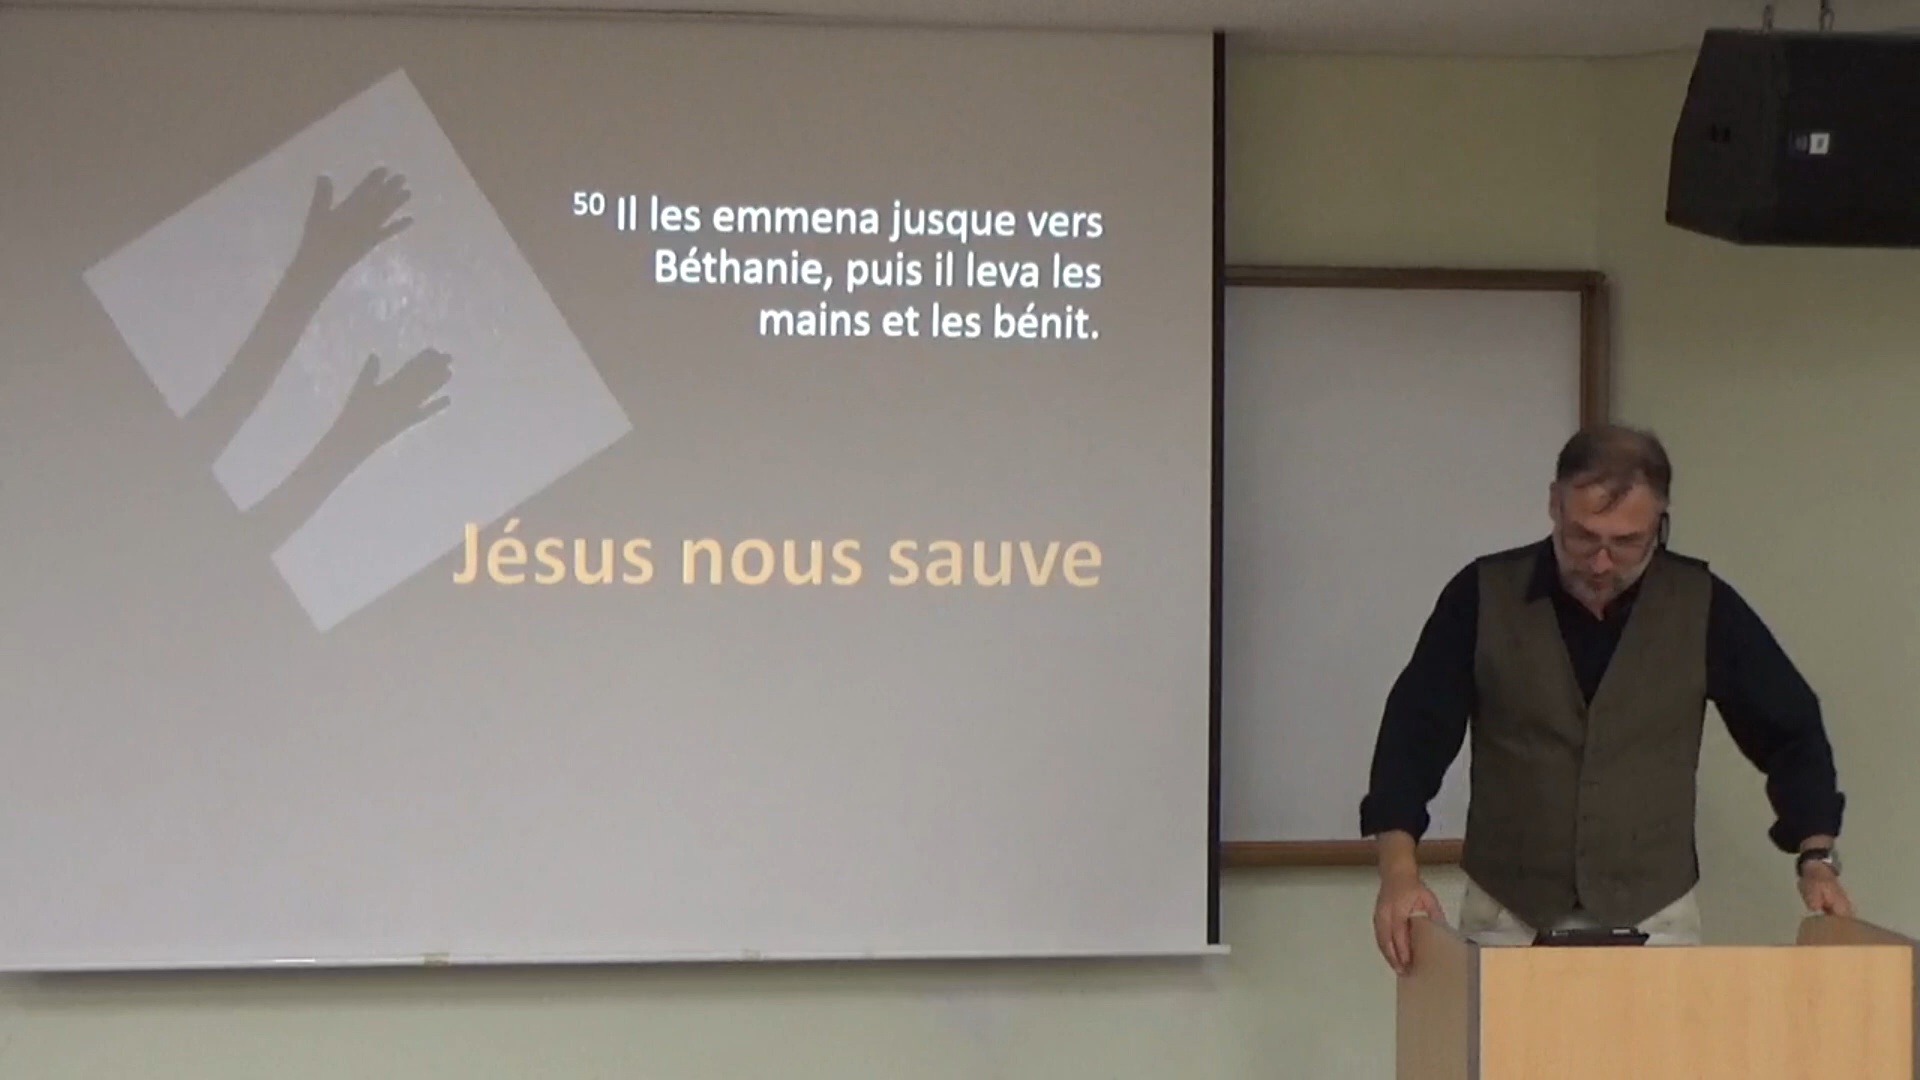 50 Il les emmena jusque vers
Béthanie, puis il leva les
mains et les bénit.
Jésus nous sauve